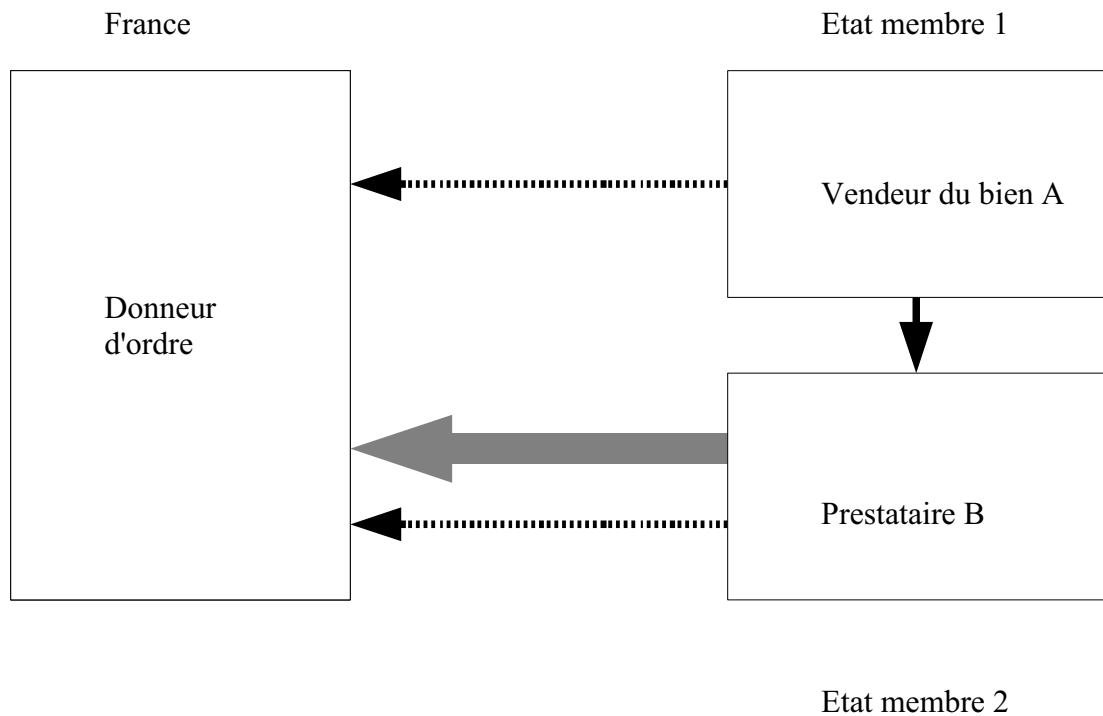 France
Etat membre 1
Vendeur du bien A
Donneur
d'ordre
Prestataire B
Etat membre 2